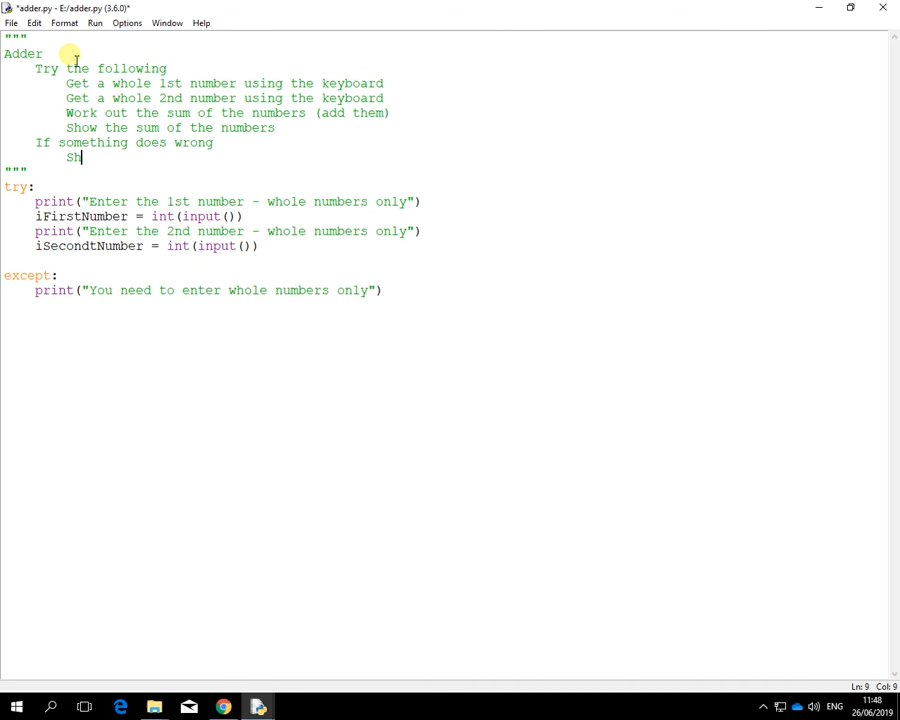 *adder.py - E:/adder.py (3.6.0)*
File Edit Format Run Options Window Help
"""
Adder
    Try the following
        Get a whole 1st number using the keyboard
        Get a whole 2nd number using the keyboard
        Work out the sum of the numbers (add them)
        Show the sum of the numbers
    If something does wrong
        Sh
"""
try:
    print("Enter the 1st number - whole numbers only")
    iFirstNumber = int(input())
    print("Enter the 2nd number - whole numbers only")
    iSecondtNumber = int(input())
except:
    print("You need to enter whole numbers only")
Ln: 9 Col: 9
ENG
11:48
26/06/2019